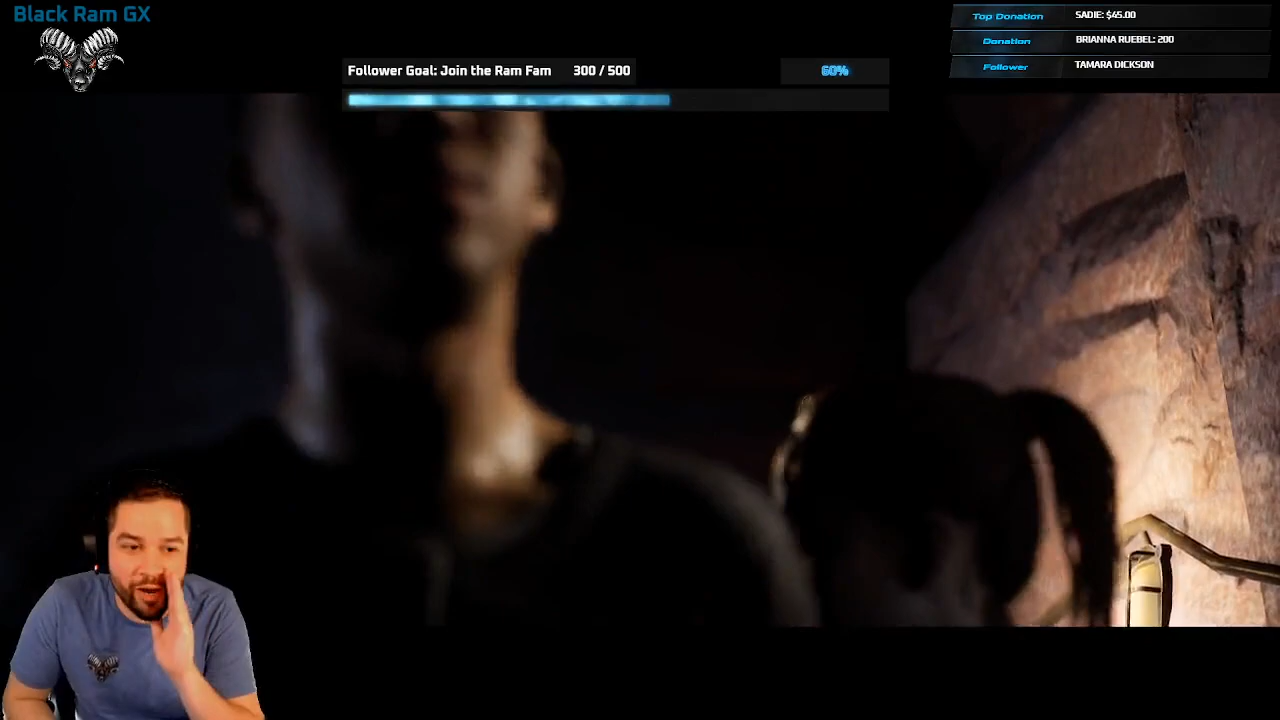 Black Ram GX
Top Donation SADIE: $45.00
Donation BRIANNA RUEBEL: 200
Follower TAMARA DICKSON
Follower Goal: Join the Ram Fam 300 / 500 60%